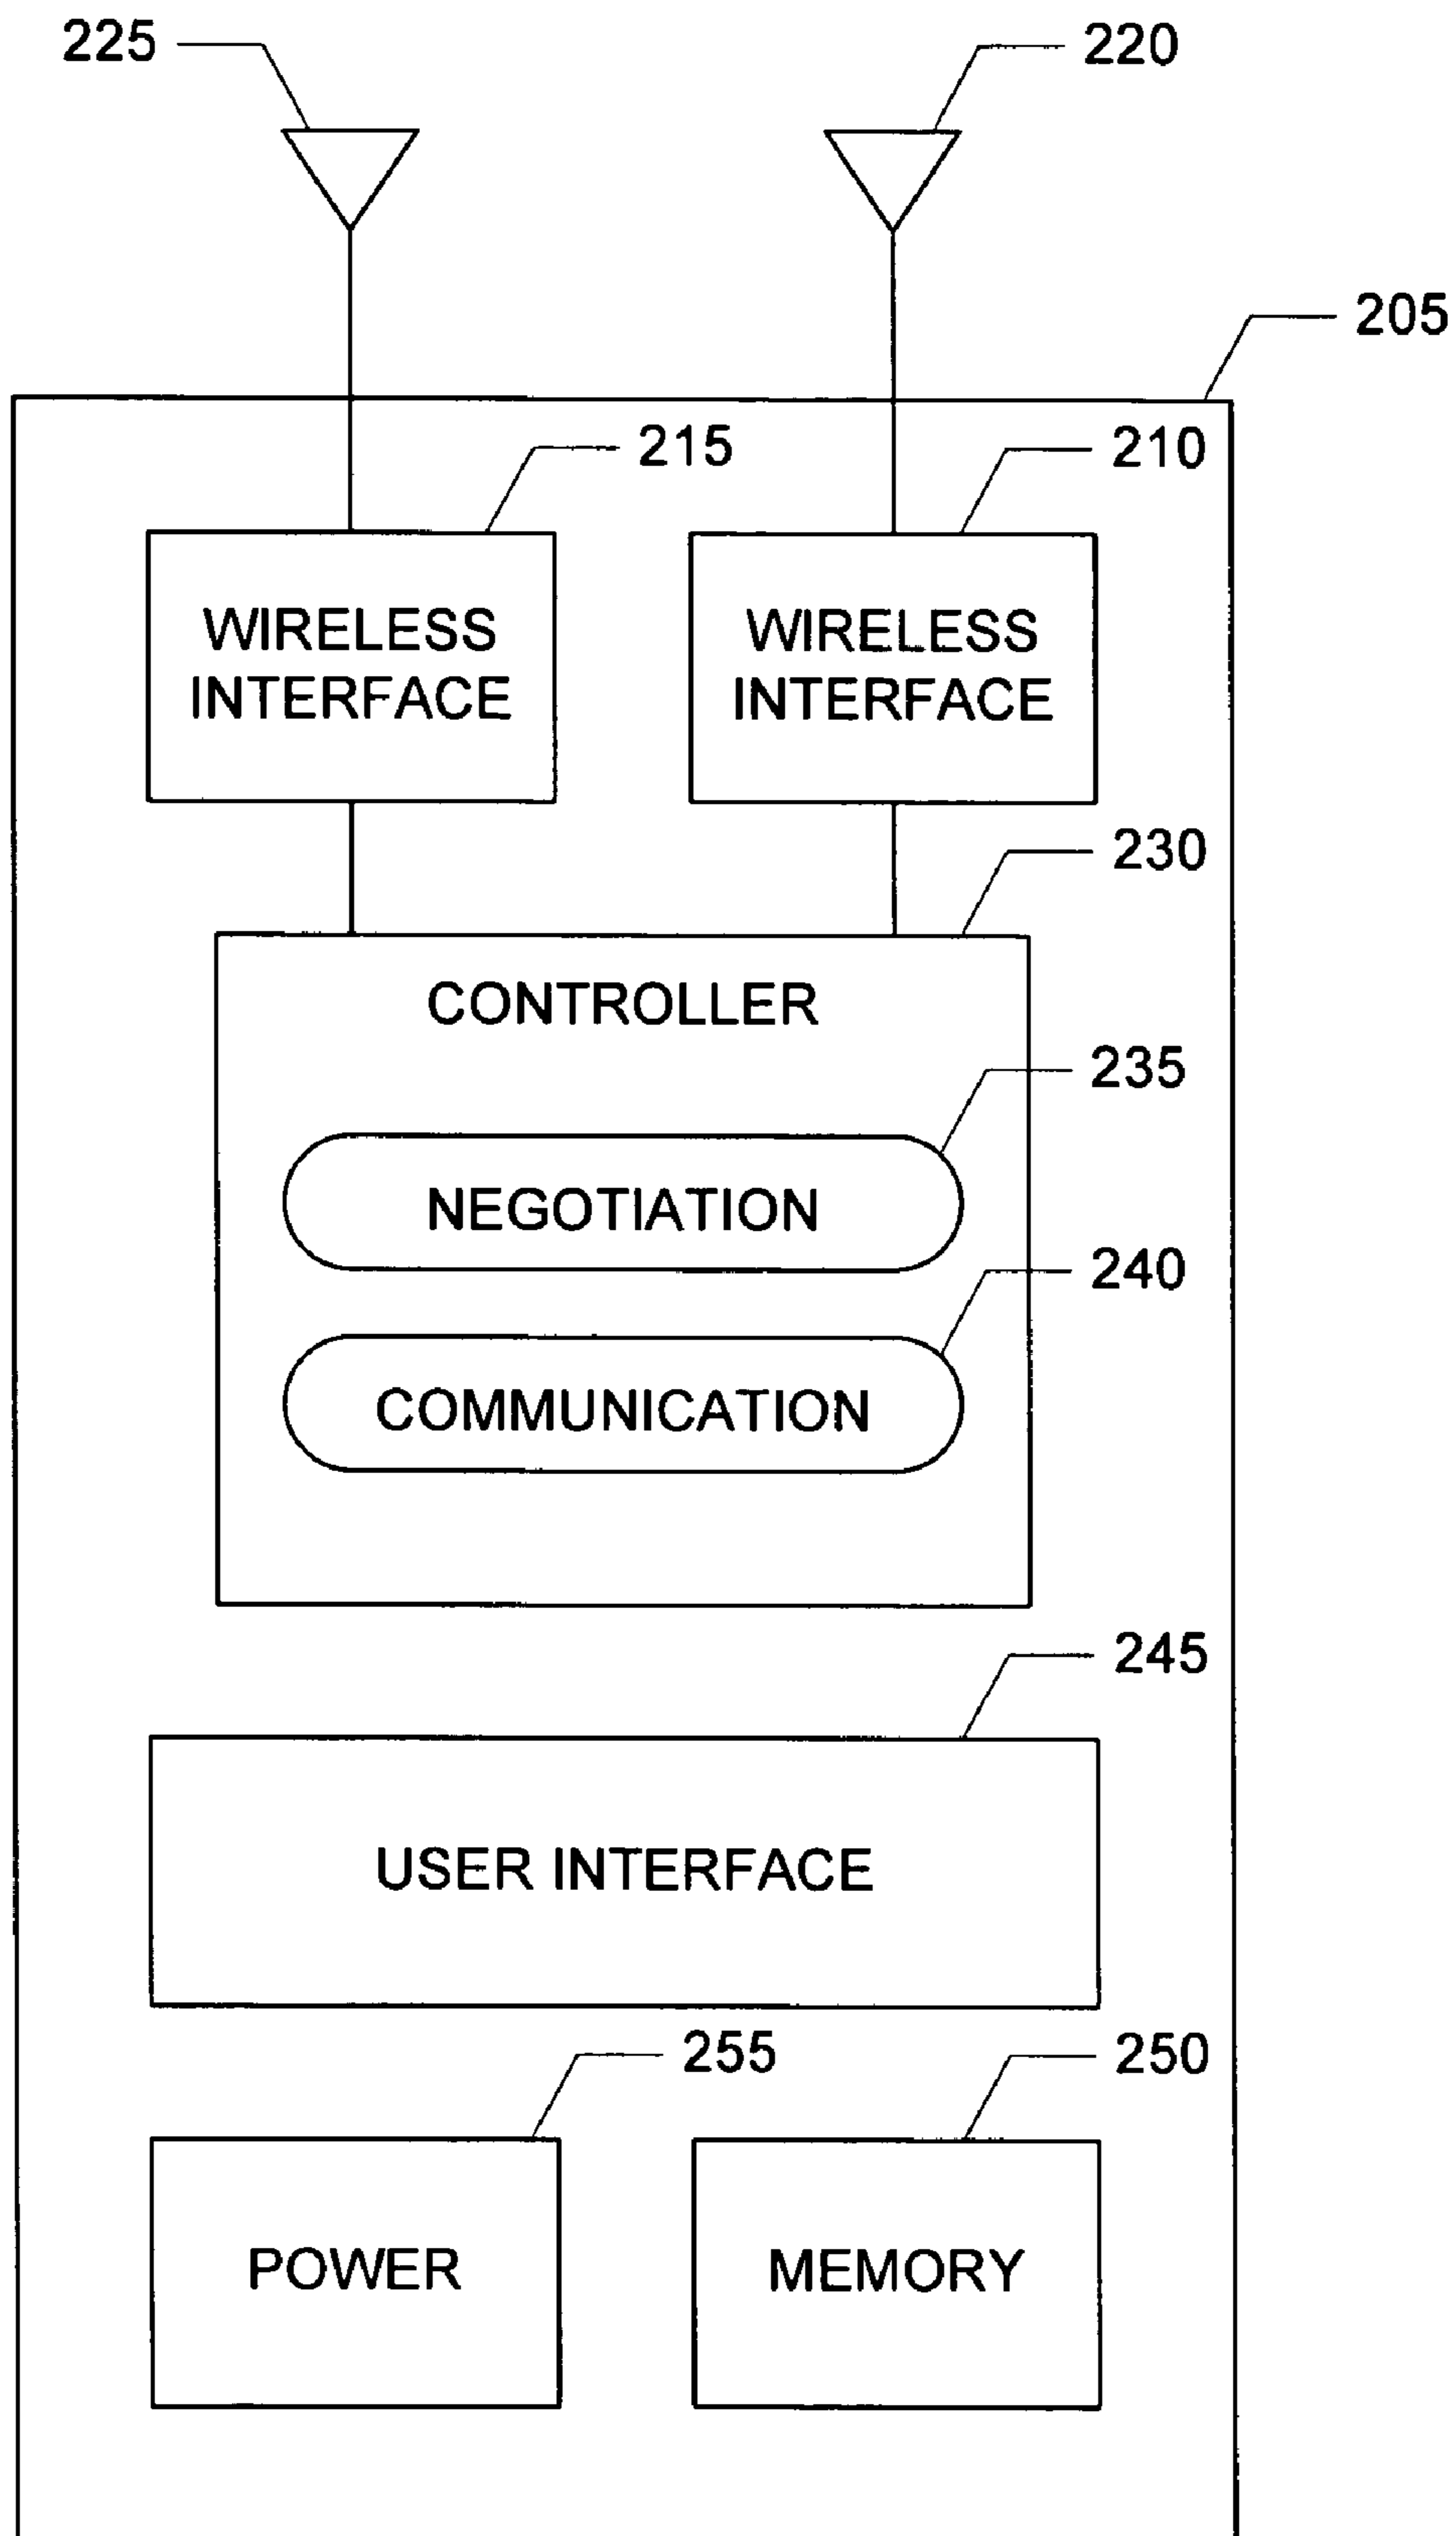 225
220
205
215
210
WIRELESS
INTERFACE
WIRELESS
INTERFACE
230
CONTROLLER
235
NEGOTIATION
240
COMMUNICATION
245
USER INTERFACE
255
250
POWER
MEMORY